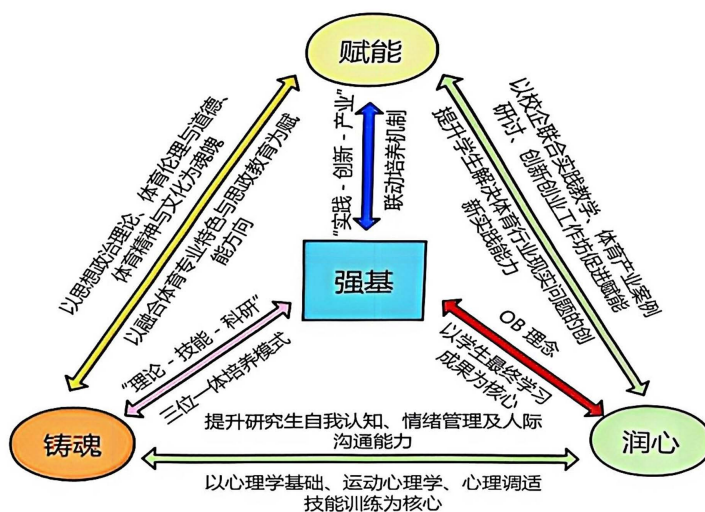 赋能
以思想政治理论、体育伦理与道德、
体育精神与文化为魂魄
以融合体育专业特色与思政教育为赋
能方向
“实践-创新-产业”
联动培养机制
以校企联合实践教学、体育产业案例
研讨、创新创业工作坊促进赋能
提升学生解决体育行业现实问题的创
新实践能力
强基
“理论-技能-科研”
三位一体培养模式
OB 理念
以学生最终学习
成果为核心
铸魂
提升研究生自我认知、情绪管理及人际
沟通能力
润心
以心理学基础、运动心理学、心理调适
技能训练为核心